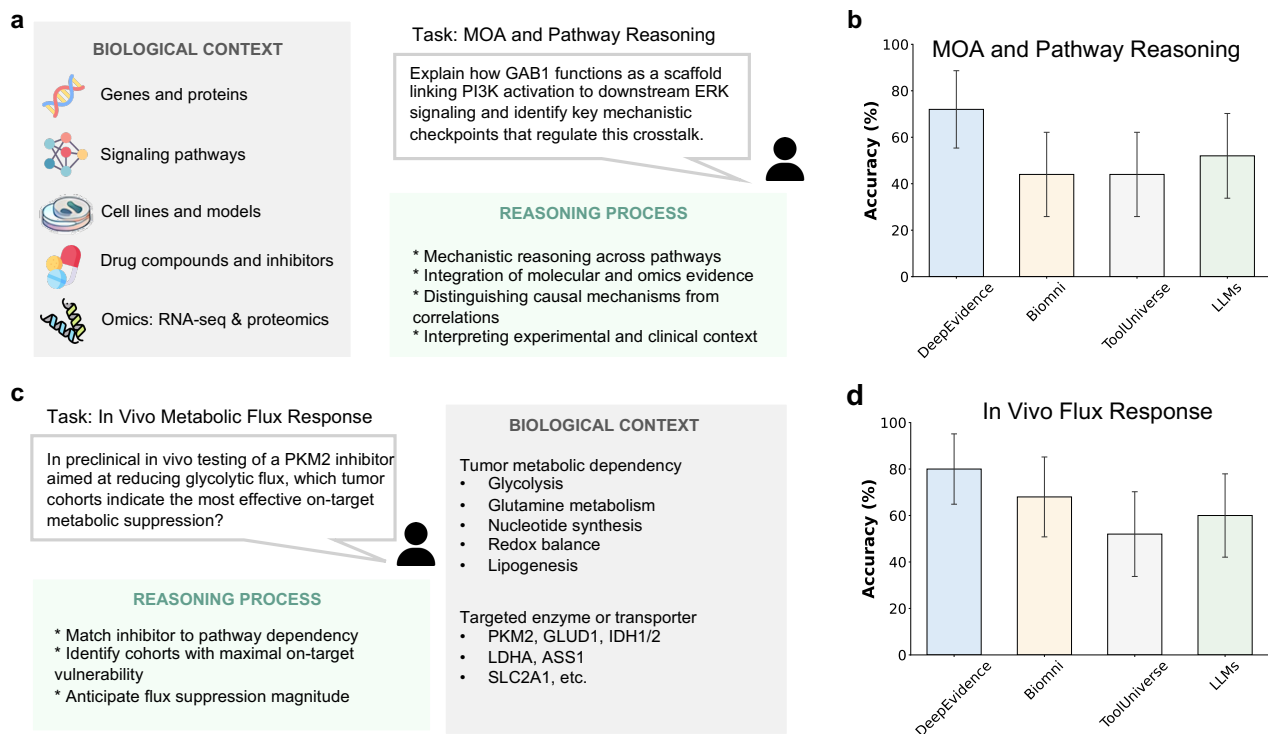 a
BIOLOGICAL CONTEXT
Genes and proteins
Signaling pathways
Cell lines and models
Drug compounds and inhibitors
Omics: RNA-seq & proteomics
Task: MOA and Pathway Reasoning
Explain how GAB1 functions as a scaffold
linking PI3K activation to downstream ERK
signaling and identify key mechanistic
checkpoints that regulate this crosstalk.
REASONING PROCESS
* Mechanistic reasoning across pathways
* Integration of molecular and omics evidence
* Distinguishing causal mechanisms from
correlations
* Interpreting experimental and clinical context
b
MOA and Pathway Reasoning
Accuracy (%)
100
80
60
40
20
0
DeepEvidence
Biomni
ToolUniverse
LLMs
c
Task: In Vivo Metabolic Flux Response
In preclinical in vivo testing of a PKM2 inhibitor
aimed at reducing glycolytic flux, which tumor
cohorts indicate the most effective on-target
metabolic suppression?
REASONING PROCESS
* Match inhibitor to pathway dependency
* Identify cohorts with maximal on-target
vulnerability
* Anticipate flux suppression magnitude
BIOLOGICAL CONTEXT
Tumor metabolic dependency
• Glycolysis
• Glutamine metabolism
• Nucleotide synthesis
• Redox balance
• Lipogenesis
Targeted enzyme or transporter
• PKM2, GLUD1, IDH1/2
• LDHA, ASS1
• SLC2A1, etc.
d
In Vivo Flux Response
Accuracy (%)
100
80
60
40
20
0
DeepEvidence
Biomni
ToolUniverse
LLMs